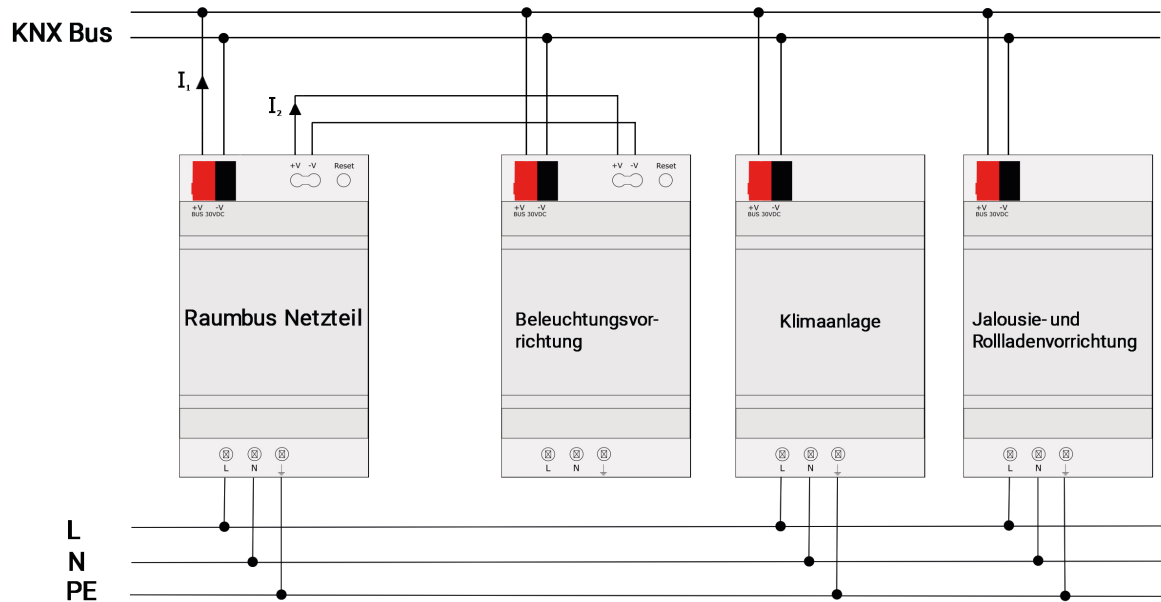 KNX Bus
I₁
I₂
+V -V Reset
+V -V Reset
+V -V
BUS 30VDC
+V -V
BUS 30VDC
+V -V
BUS 30VDC
+V -V
BUS 30VDC
Raumbus Netzteil
Beleuchtungsvor-
richtung
Klimaanlage
Jalousie- und
Rollladenvorrichtung
L N
L N
L N
L N
L
N
PE